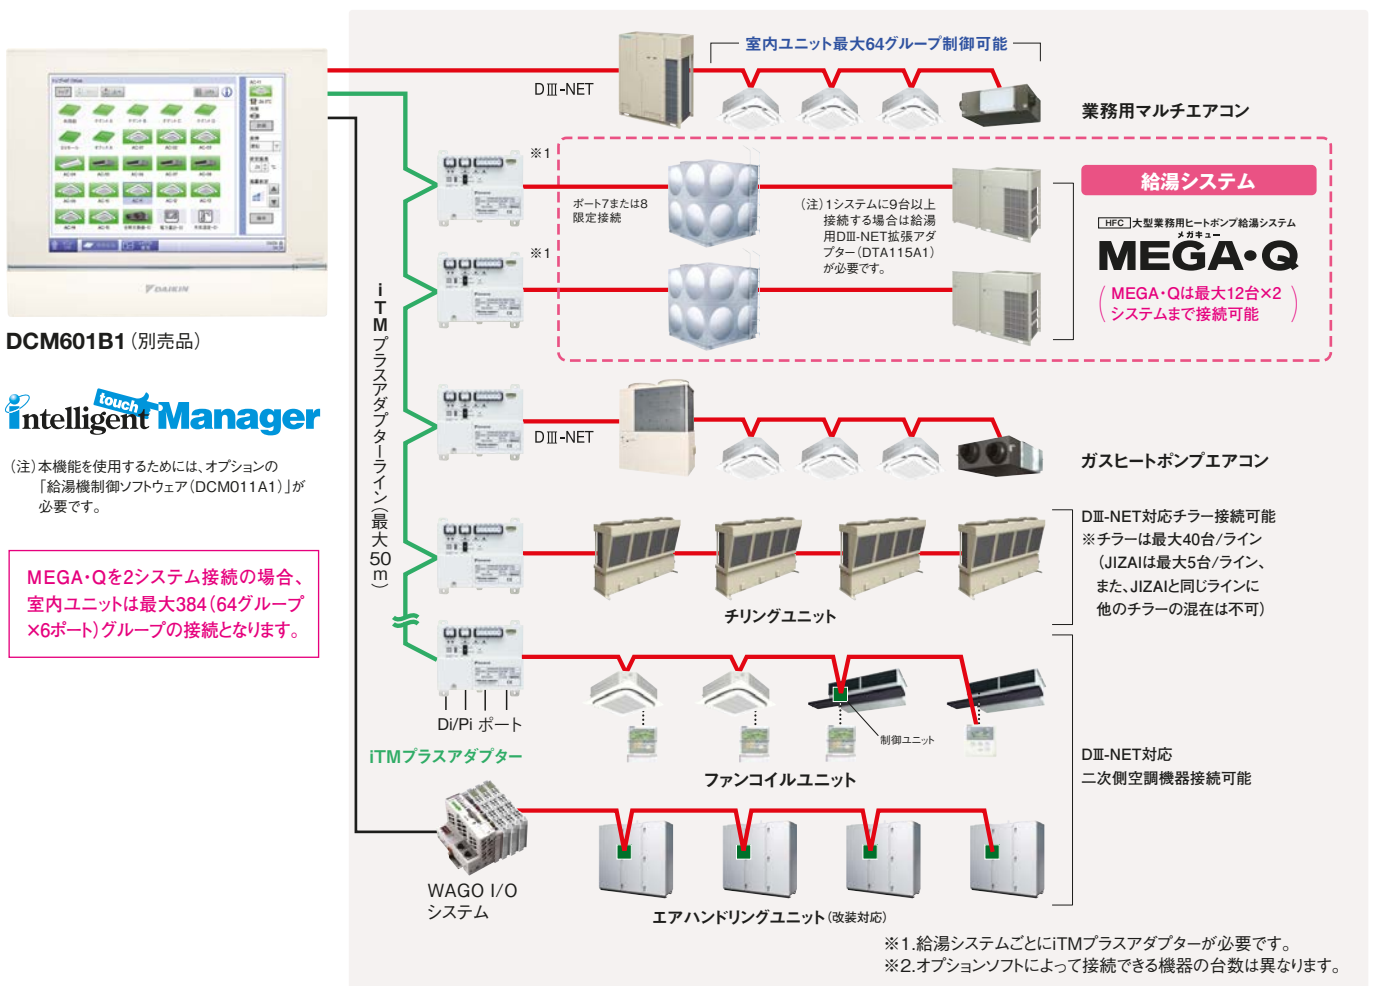 室内ユニット最大64グループ制御可能
DⅢ-NET
業務用マルチエアコン
DAIKIN
DCM601B1（別売品）
intelligent touch Manager
（注）本機能を使用するためには、オプションの
「給湯機制御ソフトウェア（DCM011A1）」が
必要です。
MEGA・Qを2システム接続の場合、
室内ユニットは最大384（64グループ
×6ポート）グループの接続となります。
iTMプラスアダプターライン（最大50m）
※1
ポート7または8
限定接続
（注）1システムに9台以上
接続する場合は給湯
用DⅢ-NET拡張アダ
プター（DTA115A1）
が必要です。
※1
給湯システム
HFC 大型業務用ヒートポンプ給湯システム
メガキュー
MEGA・Q
（MEGA・Qは最大12台×2
システムまで接続可能）
DⅢ-NET
ガスヒートポンプエアコン
DⅢ-NET対応チラー接続可能
※チラーは最大40台/ライン
（JIZAIは最大5台/ライン、
また、JIZAIと同じラインに
他のチラーの混在は不可）
チリングユニット
Di/Pi ポート
iTMプラスアダプター
制御ユニット
ファンコイルユニット
DⅢ-NET対応
二次側空調機器接続可能
WAGO I/O
システム
エアハンドリングユニット（改装対応）
※1.給湯システムごとにiTMプラスアダプターが必要です。
※2.オプションソフトによって接続できる機器の台数は異なります。